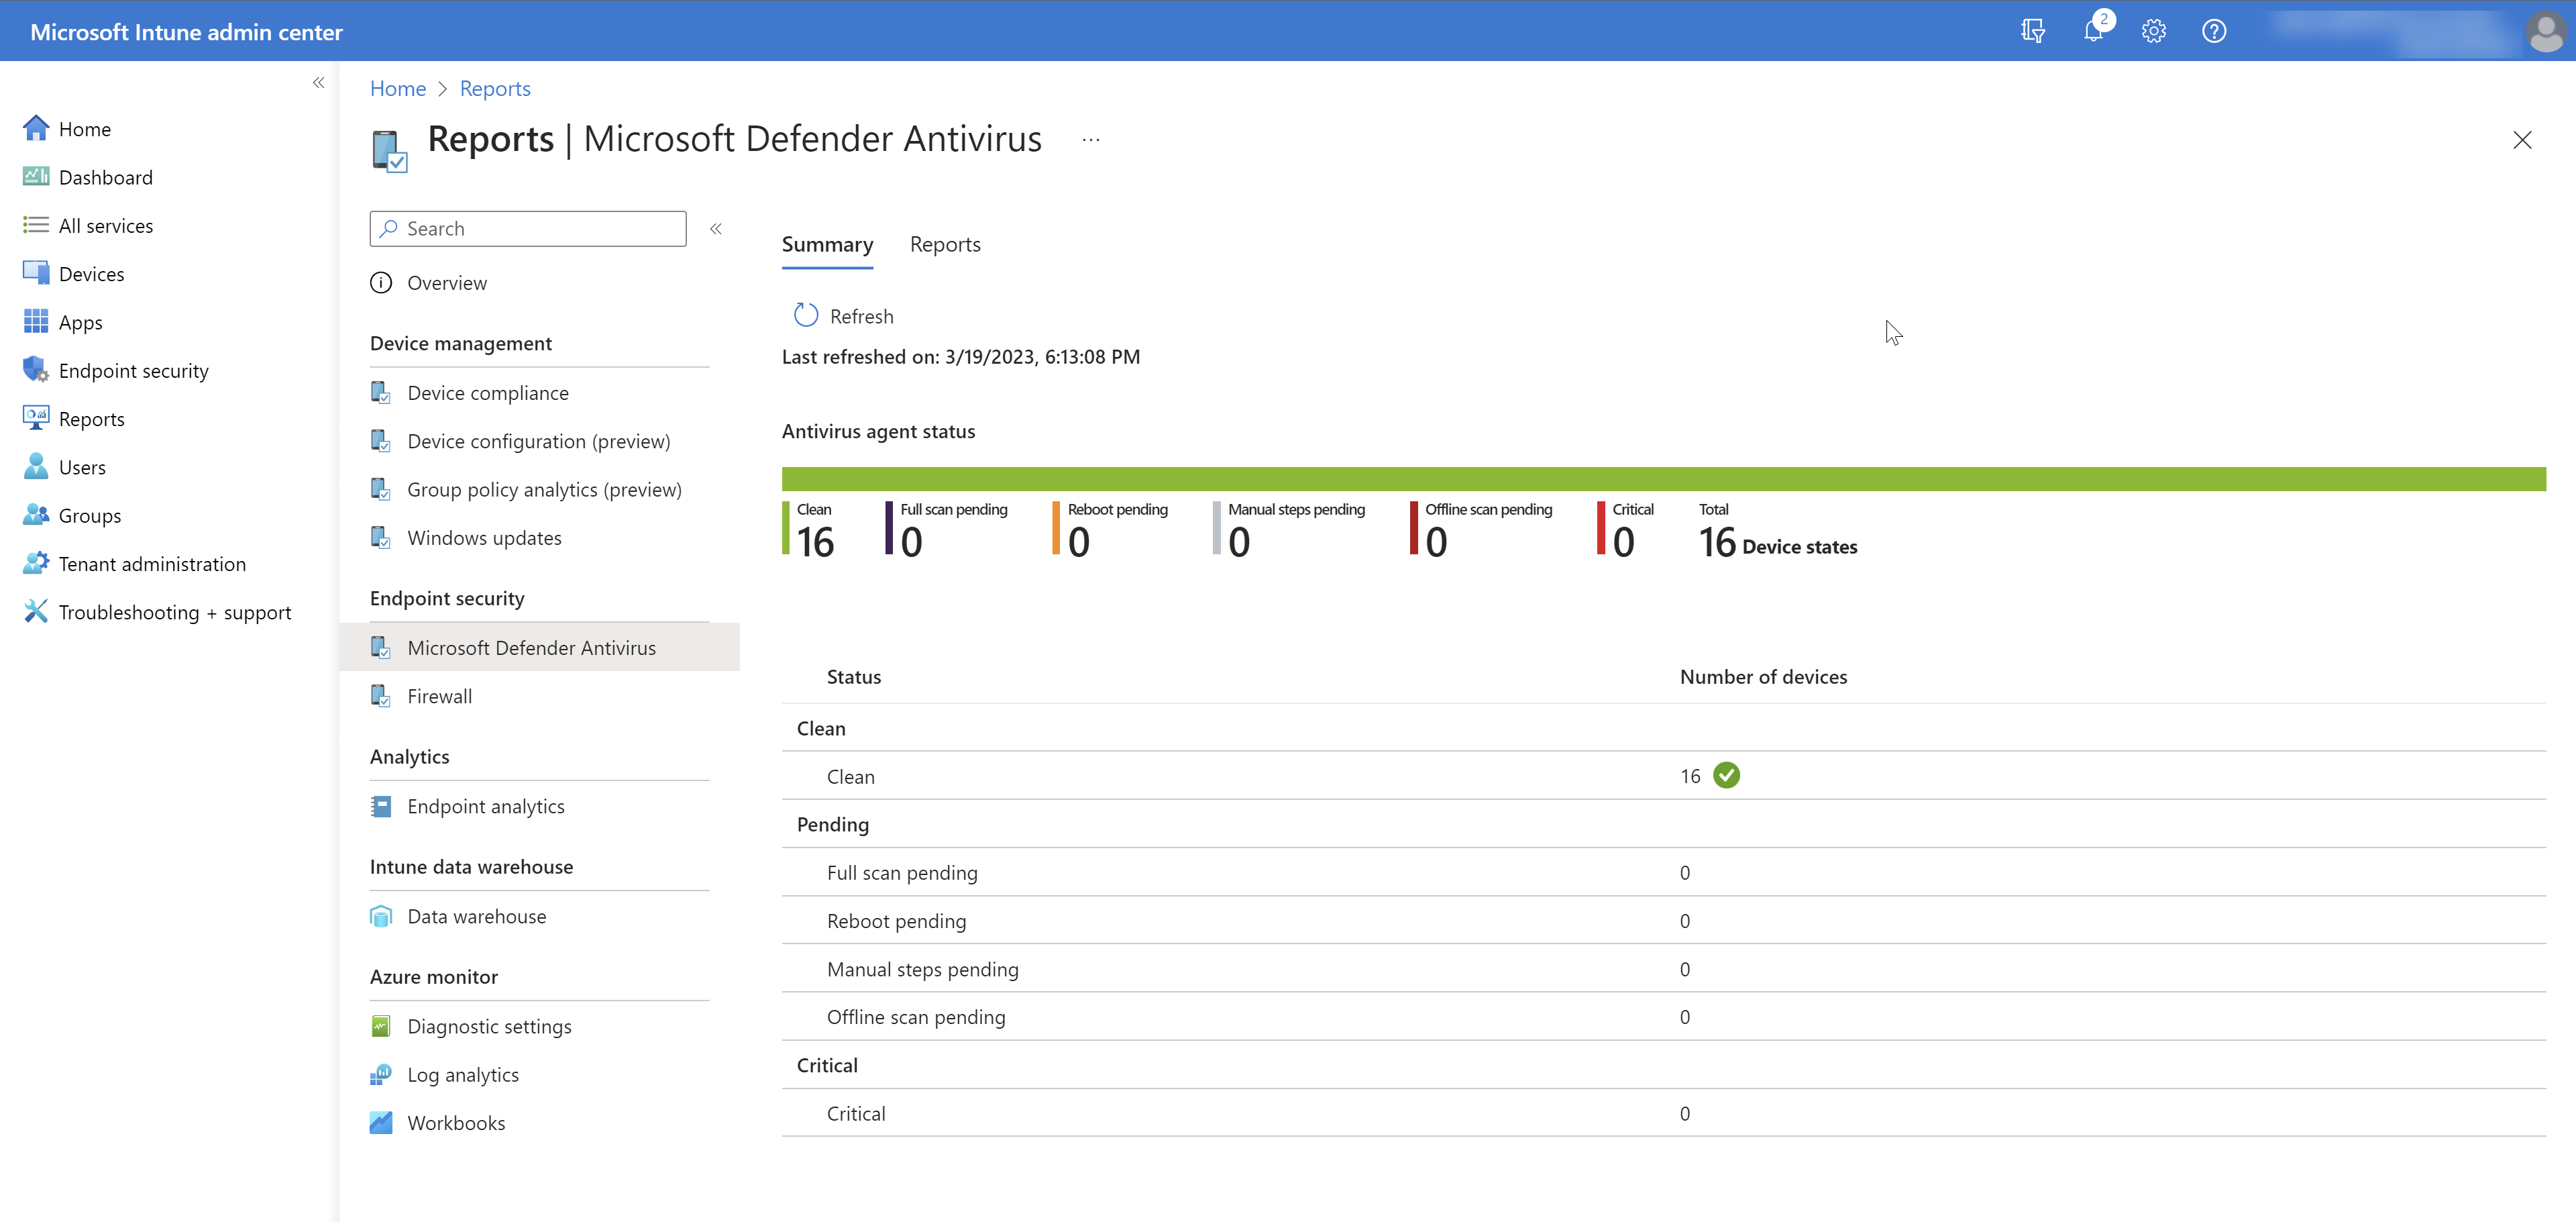 Microsoft Intune admin center
2
Home > Reports
Reports | Microsoft Defender Antivirus ...
Home
Dashboard
All services
Devices
Apps
Endpoint security
Reports
Users
Groups
Tenant administration
Troubleshooting + support
Search
Overview
Device management
Device compliance
Device configuration (preview)
Group policy analytics (preview)
Windows updates
Endpoint security
Microsoft Defender Antivirus
Firewall
Analytics
Endpoint analytics
Intune data warehouse
Data warehouse
Azure monitor
Diagnostic settings
Log analytics
Workbooks
Summary Reports
Refresh
Last refreshed on: 3/19/2023, 6:13:08 PM
Antivirus agent status
Clean Full scan pending Reboot pending Manual steps pending Offline scan pending Critical Total
16 0 0 0 0 0 16 Device states
Status Number of devices
Clean
Clean 16
Pending
Full scan pending 0
Reboot pending 0
Manual steps pending 0
Offline scan pending 0
Critical
Critical 0